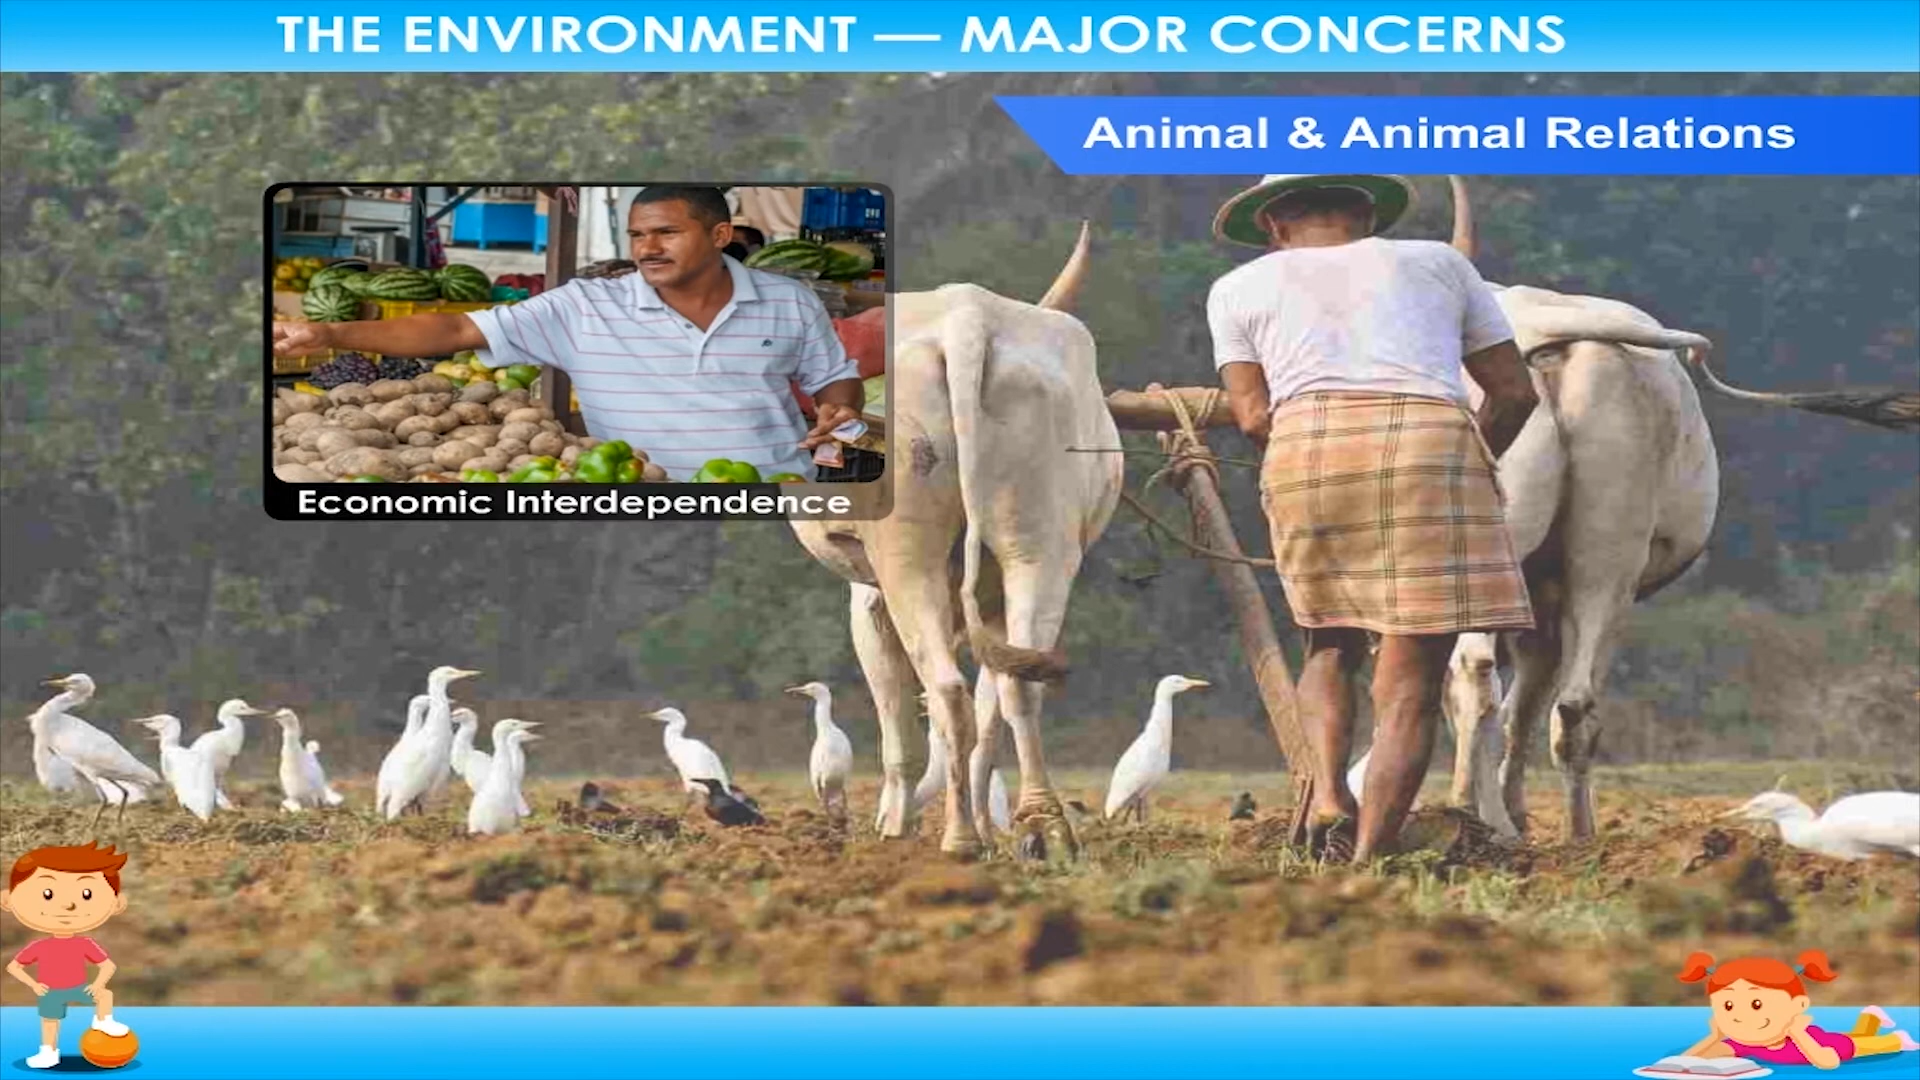 THE ENVIRONMENT — MAJOR CONCERNS
Animal & Animal Relations
Economic Interdependence